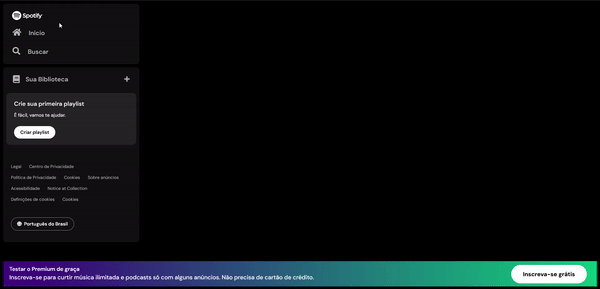 Spotify
Início
Buscar
Sua Biblioteca
Crie sua primeira playlist
É fácil, vamos te ajudar.
Criar playlist
Legal Centro de Privacidade
Política de Privacidade Cookies Sobre anúncios
Acessibilidade Notice at Collection
Definições de cookies Cookies
Português do Brasil
Testar o Premium de graça
Inscreva-se para curtir música ilimitada e podcasts só com alguns anúncios. Não precisa de cartão de crédito.
Inscreva-se grátis